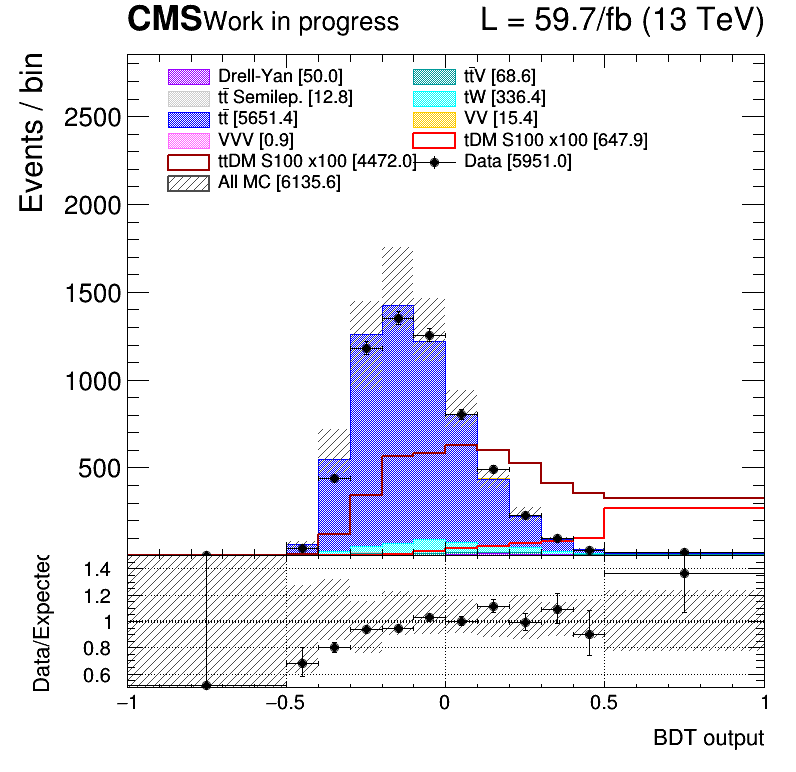 CMS Work in progress L = 59.7/fb (13 TeV)
Events / bin
Drell-Yan [50.0] tt̄V [68.6]
tt̄ Semilep. [12.8] tW [336.4]
tt̄ [5651.4] VV [15.4]
VVV [0.9] tDM S100 x100 [647.9]
ttDM S100 x100 [4472.0] Data [5951.0]
All MC [6135.6]
2500
2000
1500
1000
500
Data/Expected
1.4
1.2
1
0.8
0.6
−1 −0.5 0 0.5 1
BDT output